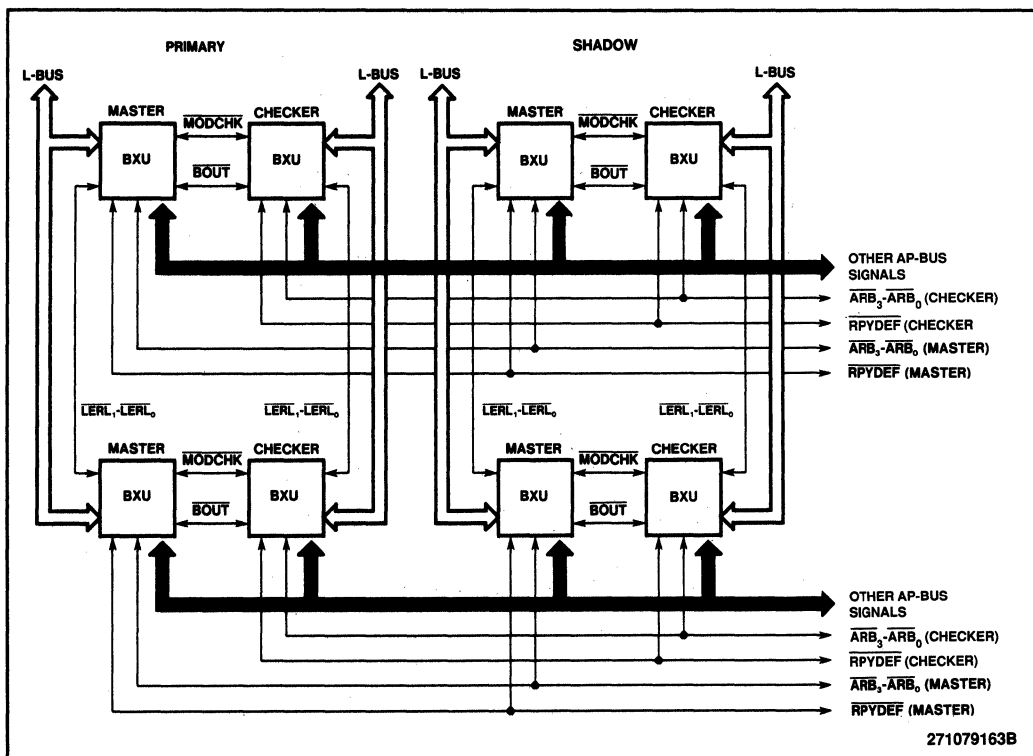 PRIMARY
SHADOW
L-BUS
L-BUS
L-BUS
L-BUS
MASTER
MODCHK
CHECKER
MASTER
MODCHK
CHECKER
BXU
BXU
BXU
BXU
BOUT
BOUT
OTHER AP-BUS
SIGNALS
ARB3-ARB0 (CHECKER)
RPYDEF (CHECKER
ARB3-ARB0 (MASTER)
RPYDEF (MASTER)
LERL1-LERL0
LERL1-LERL0
LERL1-LERL0
LERL1-LERL0
MASTER
MODCHK
CHECKER
MASTER
MODCHK
CHECKER
BXU
BXU
BXU
BXU
BOUT
BOUT
OTHER AP-BUS
SIGNALS
ARB3-ARB0 (CHECKER)
RPYDEF (CHECKER)
ARB3-ARB0 (MASTER)
RPYDEF (MASTER)
271079163B